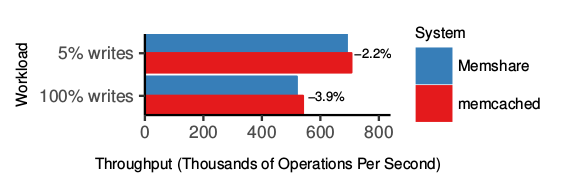 System
Memshare
memcached
Workload
5% writes
−2.2%
100% writes
−3.9%
0 200 400 600 800
Throughput (Thousands of Operations Per Second)